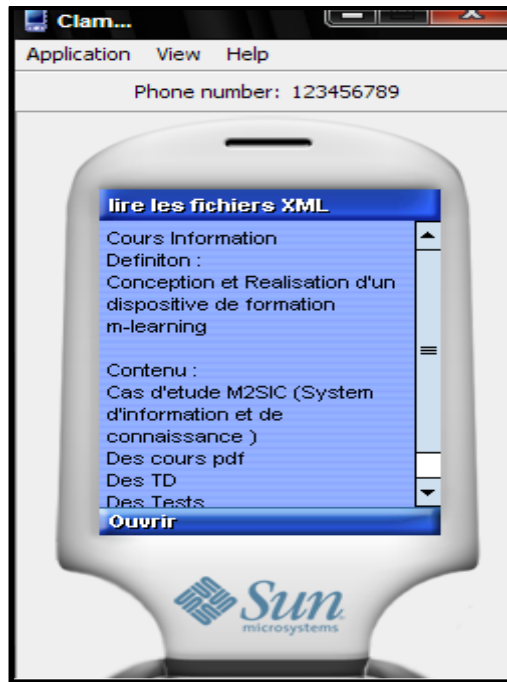 Clam...
Application View Help
Phone number: 123456789
lire les fichiers XML
Cours Information
Definiton :
Conception et Realisation d'un
dispositive de formation
m-learning
Contenu :
Cas d'etude M2SIC (System
d'information et de
connaissance )
Des cours pdf
Des TD
Des Tests
Ouvrir
Sun
microsystems